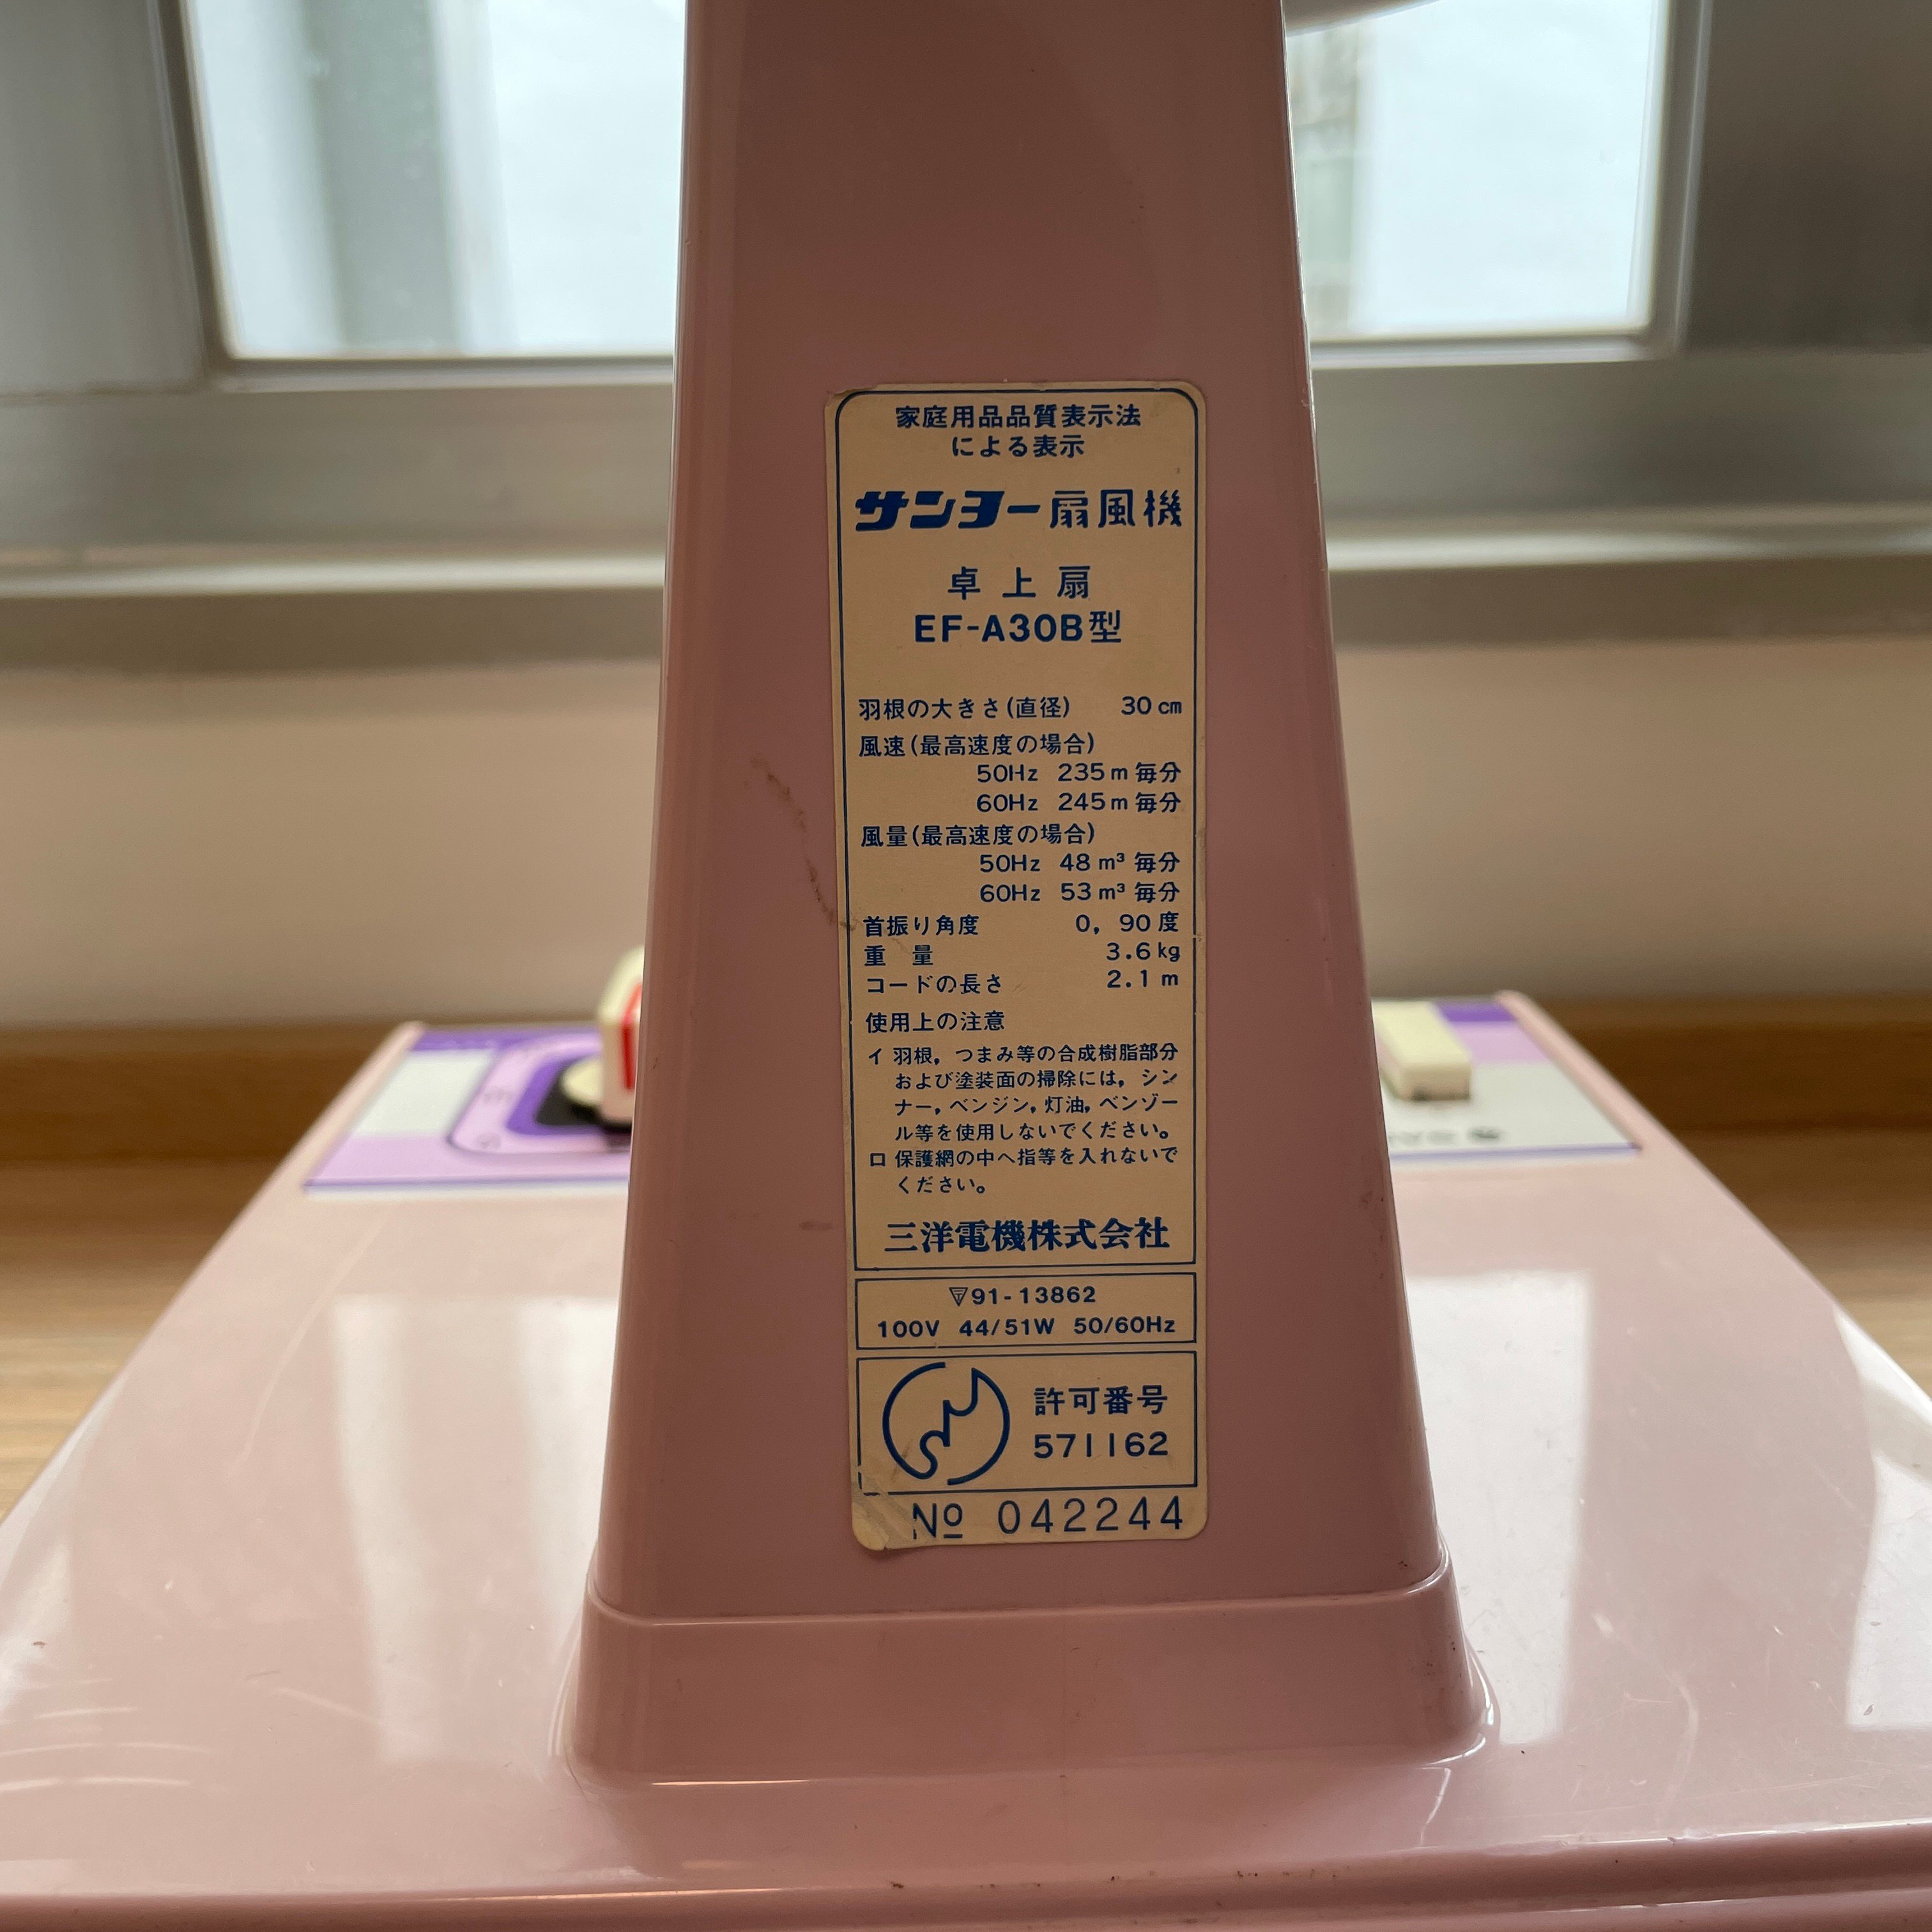 家庭用品品質表示法
による表示
サンヨー扇風機
卓上扇
EF-A30B型
羽根の大きさ(直径) 30cm
風速(最高速度の場合)
50Hz 235m毎分
60Hz 245m毎分
風量(最高速度の場合)
50Hz 48m³毎分
60Hz 53m³毎分
首振り角度 0，90度
重量 3.6kg
コードの長さ 2.1m
使用上の注意
イ 羽根，つまみ等の合成樹脂部分
および塗装面の掃除には，シン
ナー，ベンジン，灯油，ベンゾー
ル等を使用しないでください。
ロ 保護網の中へ指等を入れないで
ください。
三洋電機株式会社
91-13862
100V 44/51W 50/60Hz
許可番号
571162
№ 042244